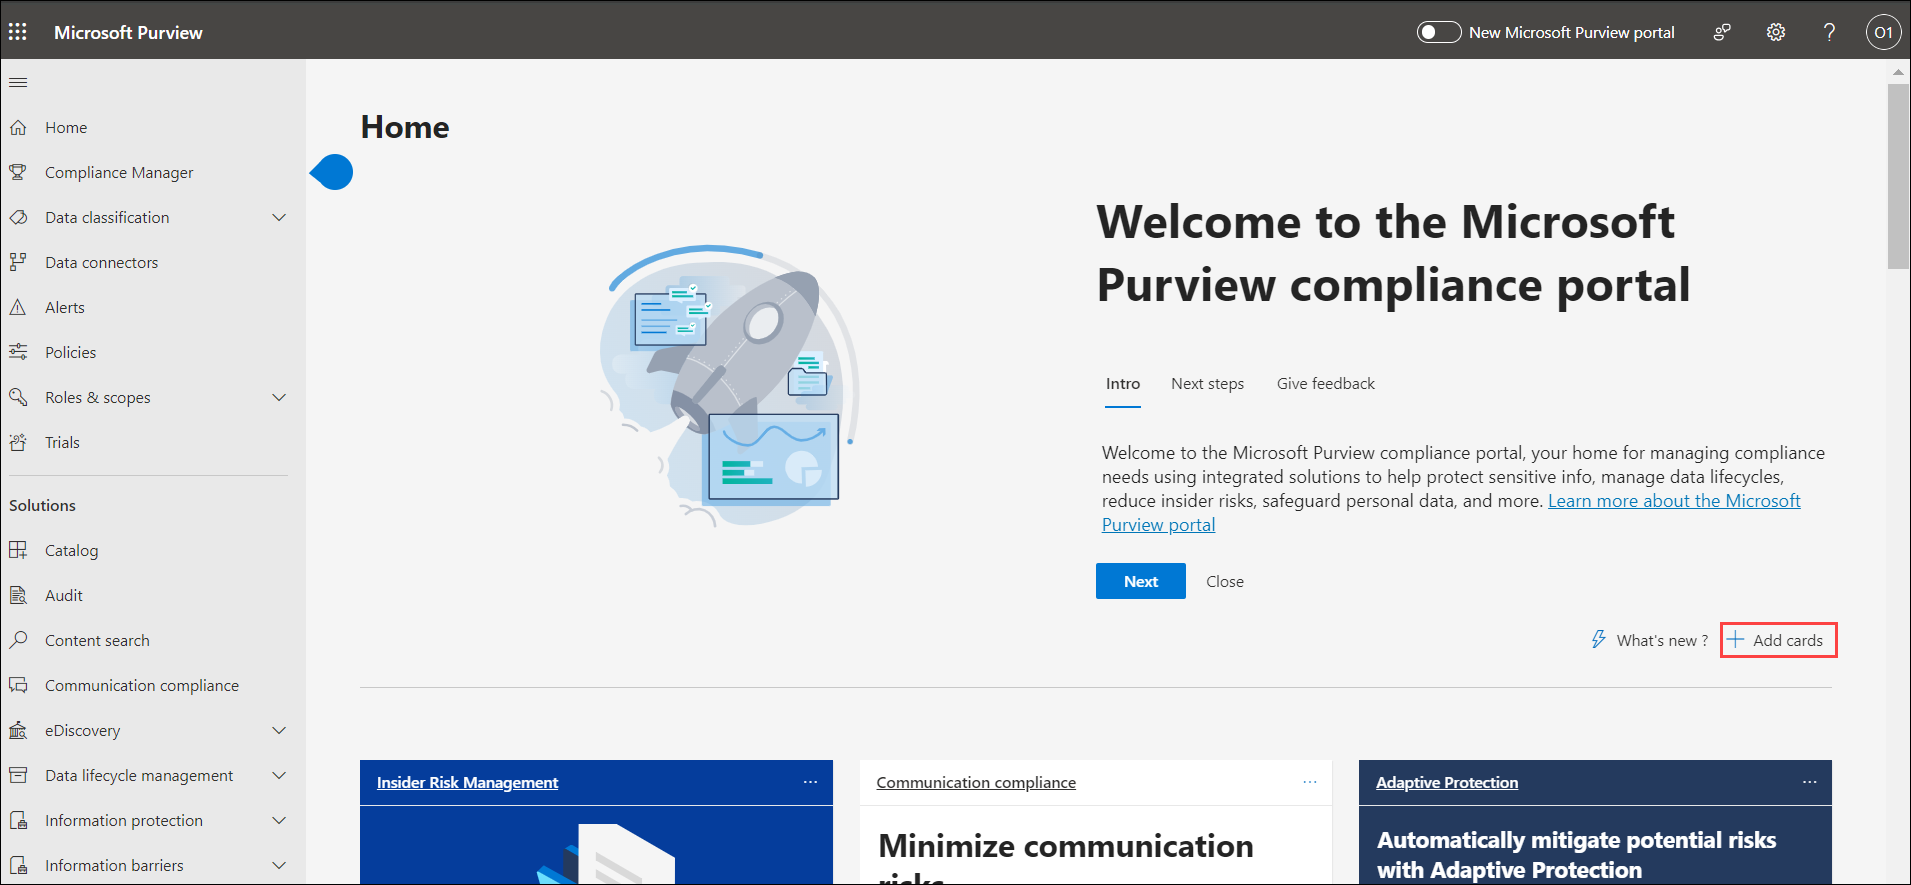 Microsoft Purview
New Microsoft Purview portal
?
O1
Home
Compliance Manager
Data classification
Data connectors
Alerts
Policies
Roles & scopes
Trials
Solutions
Catalog
Audit
Content search
Communication compliance
eDiscovery
Data lifecycle management
Information protection
Information barriers
Home
Welcome to the Microsoft
Purview compliance portal
Intro Next steps Give feedback
Welcome to the Microsoft Purview compliance portal, your home for managing compliance
needs using integrated solutions to help protect sensitive info, manage data lifecycles,
reduce insider risks, safeguard personal data, and more. Learn more about the Microsoft
Purview portal
Next Close
What's new ? Add cards
Insider Risk Management ...
Communication compliance ...
Minimize communication
risks
Adaptive Protection ...
Automatically mitigate potential risks
with Adaptive Protection